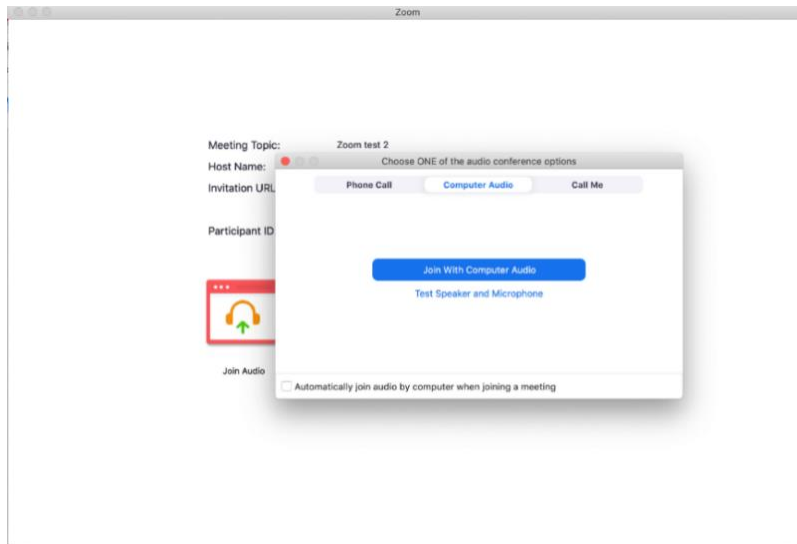 Zoom
Meeting Topic: Zoom test 2
Host Name:
Invitation URL
Participant ID
Choose ONE of the audio conference options
Phone Call Computer Audio Call Me
Join With Computer Audio
Test Speaker and Microphone
Automatically join audio by computer when joining a meeting
Join Audio